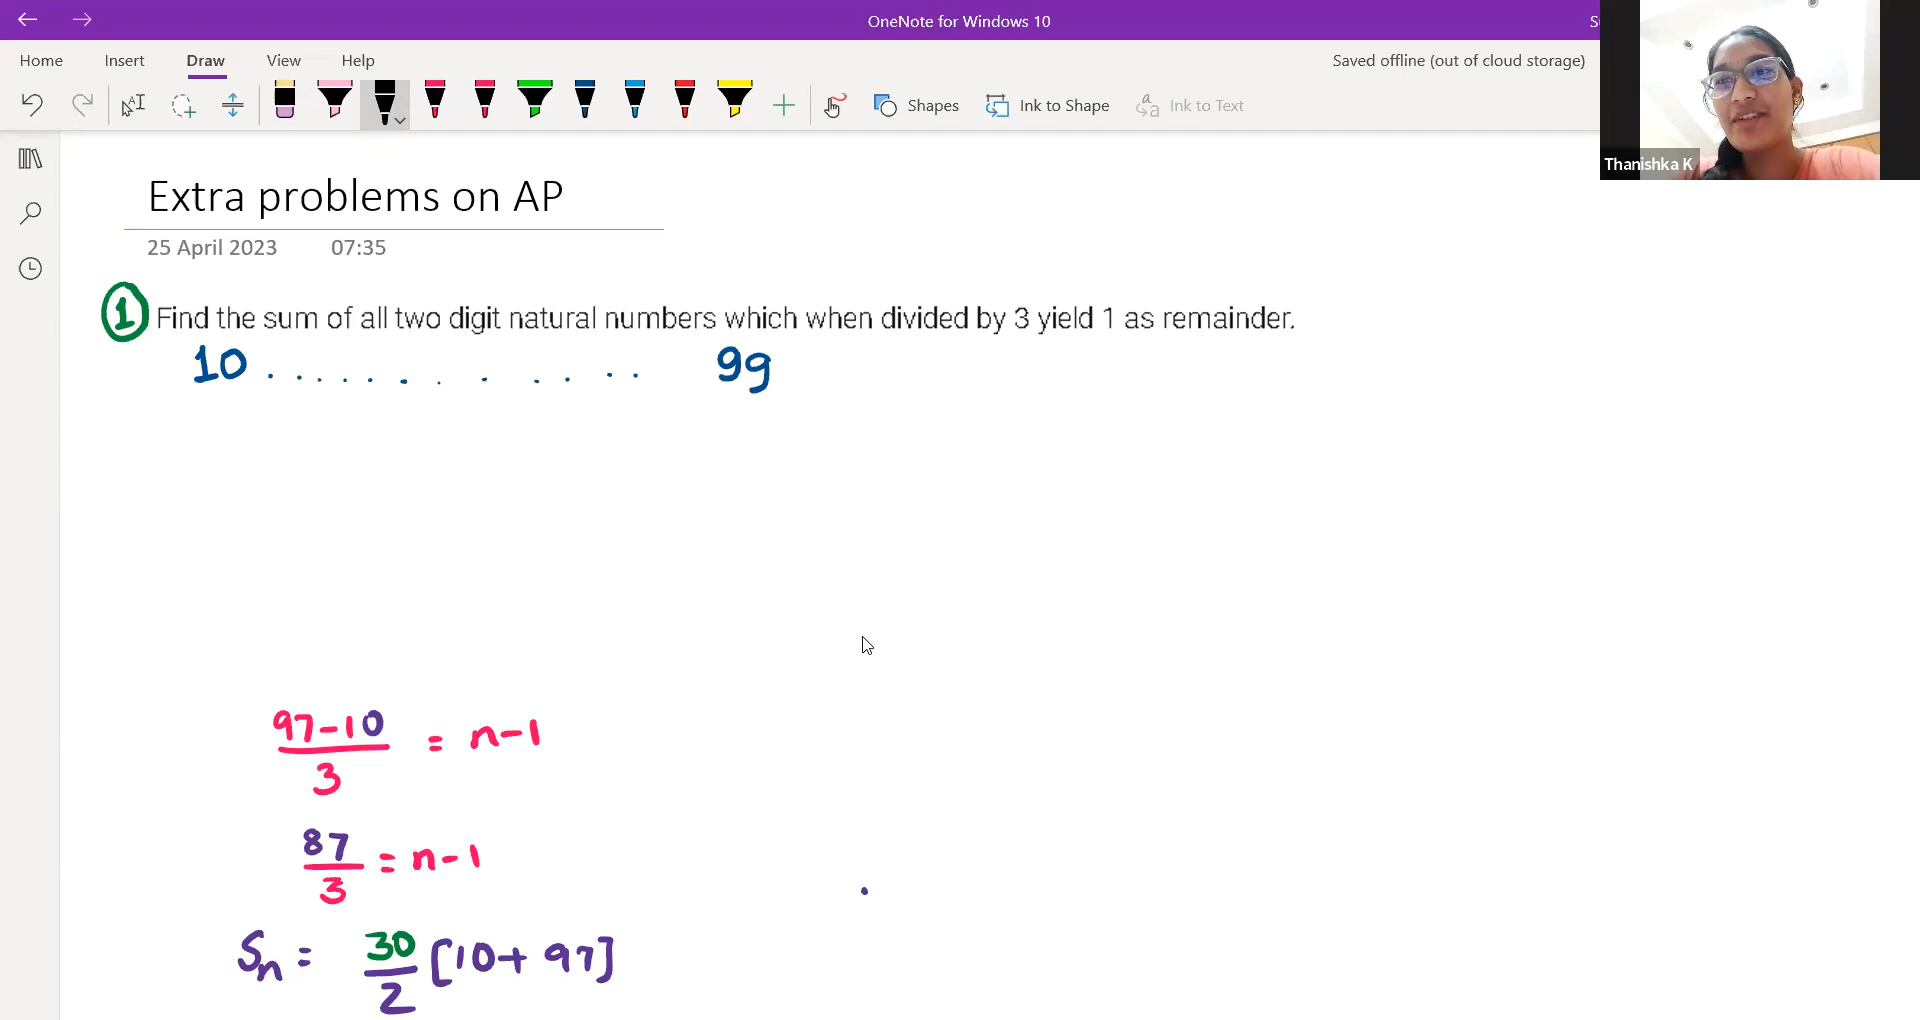 OneNote for Windows 10
Home Insert Draw View Help Saved offline (out of cloud storage)
Shapes Ink to Shape Ink to Text
Thanishka K
Extra problems on AP
25 April 2023 07:35
1 Find the sum of all two digit natural numbers which when divided by 3 yield 1 as remainder.
10 . . . . . . . . . . . 99
97-10/3 = n-1
87/3 = n-1
Sn = 30/2 [10+97]